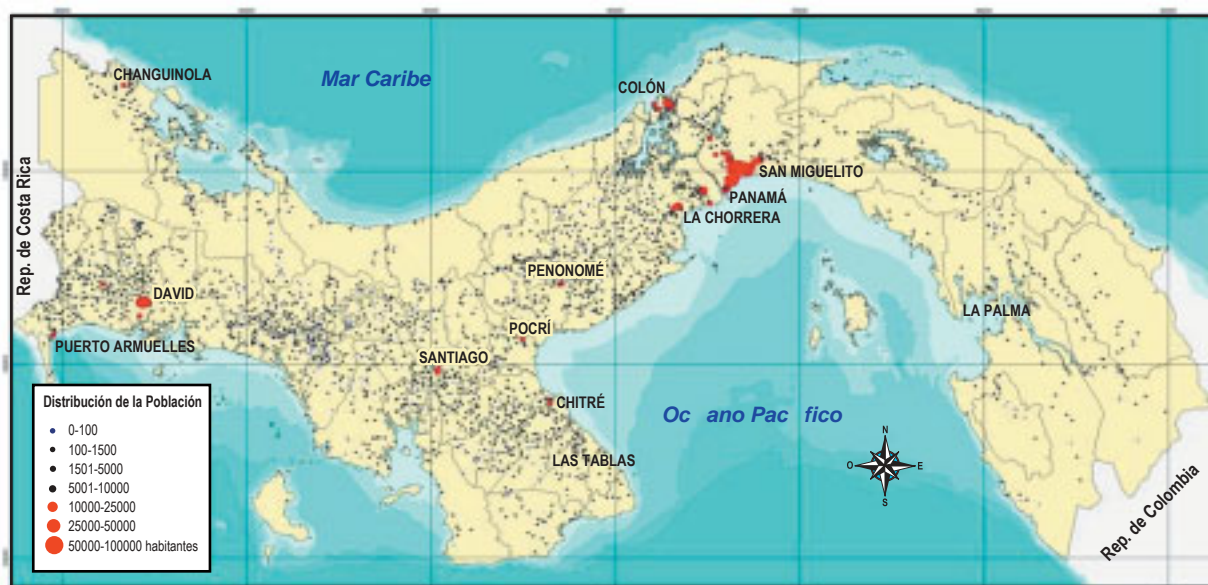 Mar Caribe
CHANGUINOLA
COLÓN
SAN MIGUELITO
PANAMÁ
LA CHORRERA
Rep. de Costa Rica
PENONOMÉ
DAVID
LA PALMA
POCRÍ
PUERTO ARMUELLES
SANTIAGO
CHITRÉ
Oc ano Pac fico
LAS TABLAS
N
O E
S
Rep. de Colombia
Distribución de la Población
0-100
100-1500
1501-5000
5001-10000
10000-25000
25000-50000
50000-100000 habitantes